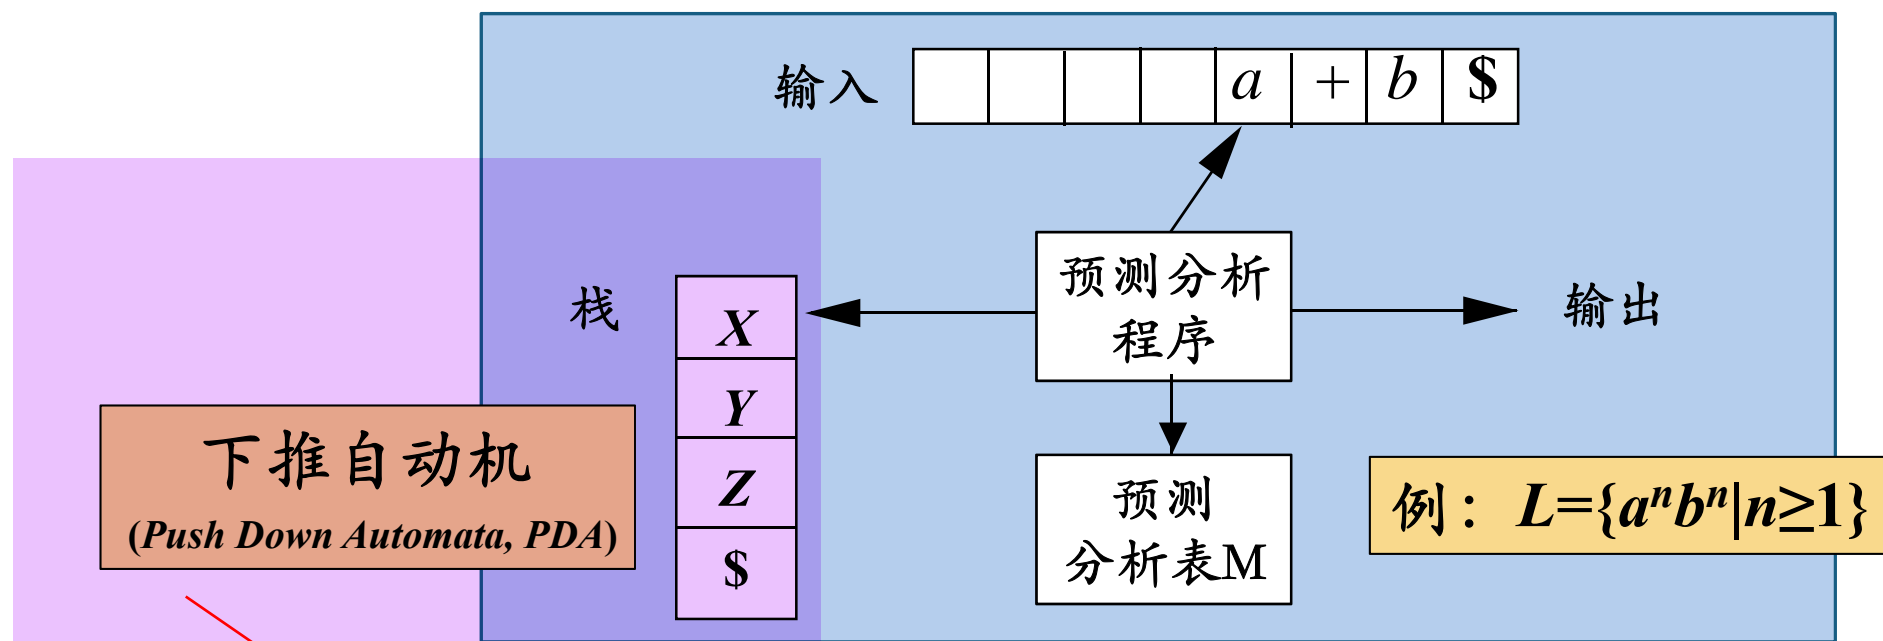 输入
a + b $
栈
X
Y
Z
$
预测分析
程序
输出
下推自动机
(Push Down Automata, PDA)
预测
分析表M
例：L={aⁿbⁿ|n≥1}